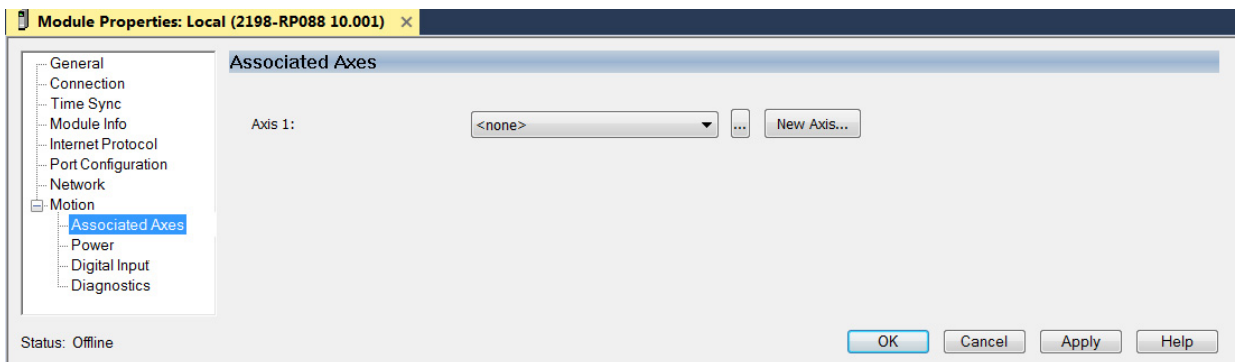 Module Properties: Local (2198-RP088 10.001) ×
General
Connection
Time Sync
Module Info
Internet Protocol
Port Configuration
Network
Motion
Associated Axes
Power
Digital Input
Diagnostics
Associated Axes
Axis 1: <none> ... New Axis...
Status: Offline
OK Cancel Apply Help